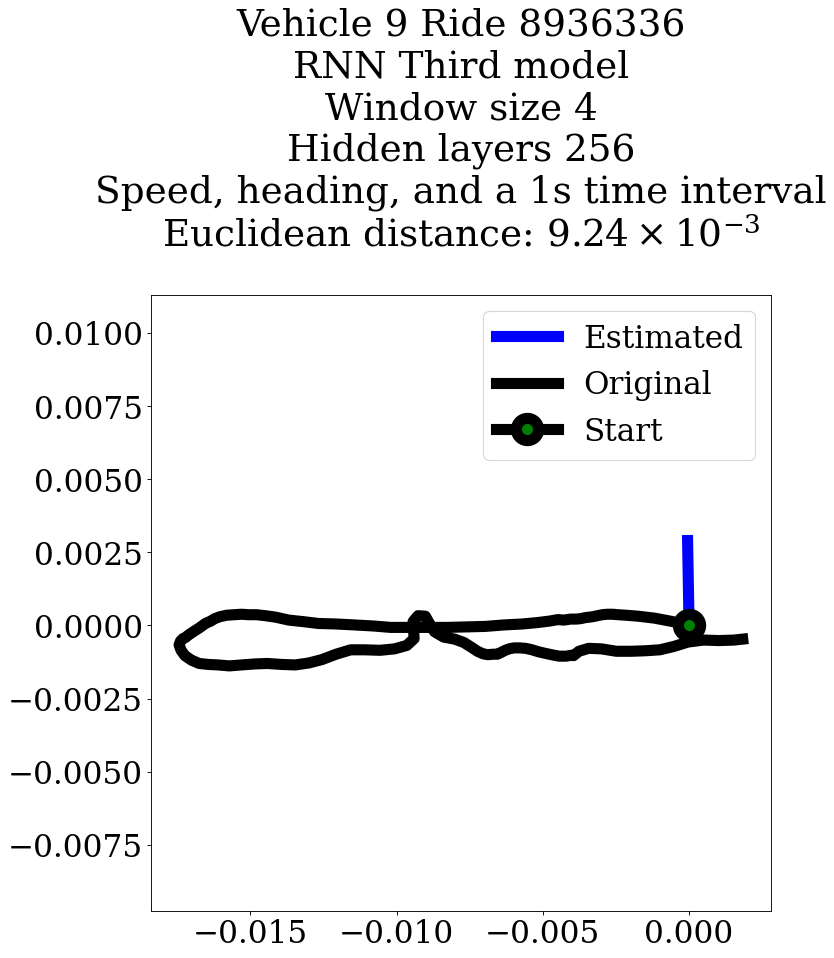 Vehicle 9 Ride 8936336
RNN Third model
Window size 4
Hidden layers 256
Speed, heading, and a 1s time interval
Euclidean distance: 9.24 × 10⁻³
Estimated
Original
Start
0.0100
0.0075
0.0050
0.0025
0.0000
−0.0025
−0.0050
−0.0075
−0.015 −0.010 −0.005 0.000